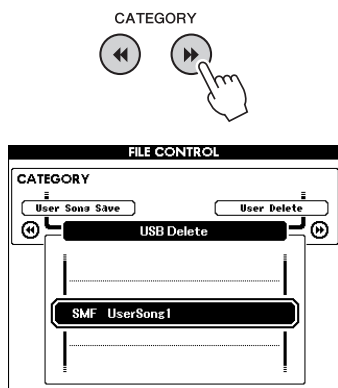 CATEGORY
FILE CONTROL
CATEGORY
User Song Save
User Delete
USB Delete
SMF UserSong1